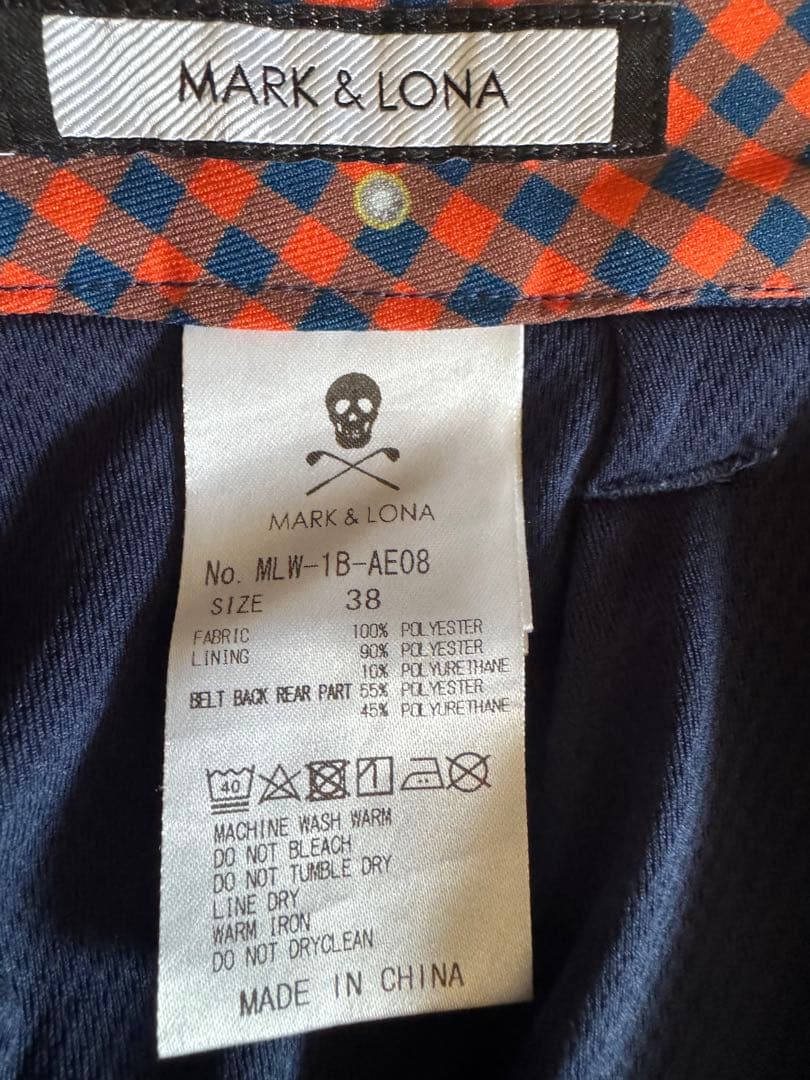 MARK & LONA
MARK & LONA
No. MLW-1B-AE08
SIZE 38
FABRIC 100% POLYESTER
LINING 90% POLYESTER
10% POLYURETHANE
BELT BACK REAR PART 55% POLYESTER
45% POLYURETHANE
40
MACHINE WASH WARM
DO NOT BLEACH
DO NOT TUMBLE DRY
LINE DRY
WARM IRON
DO NOT DRYCLEAN
MADE IN CHINA